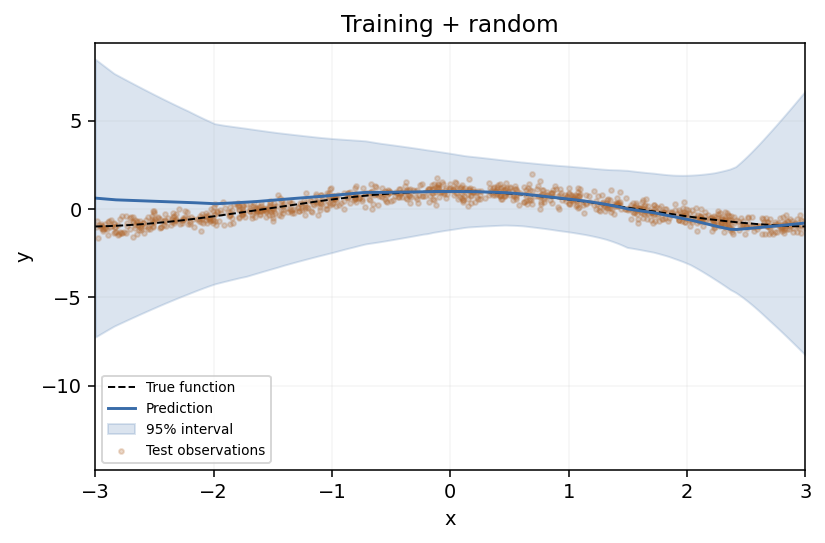 Training + random
5
0
−5
−10
y
True function
Prediction
95% interval
Test observations
−3
−2
−1
0
1
2
3
x